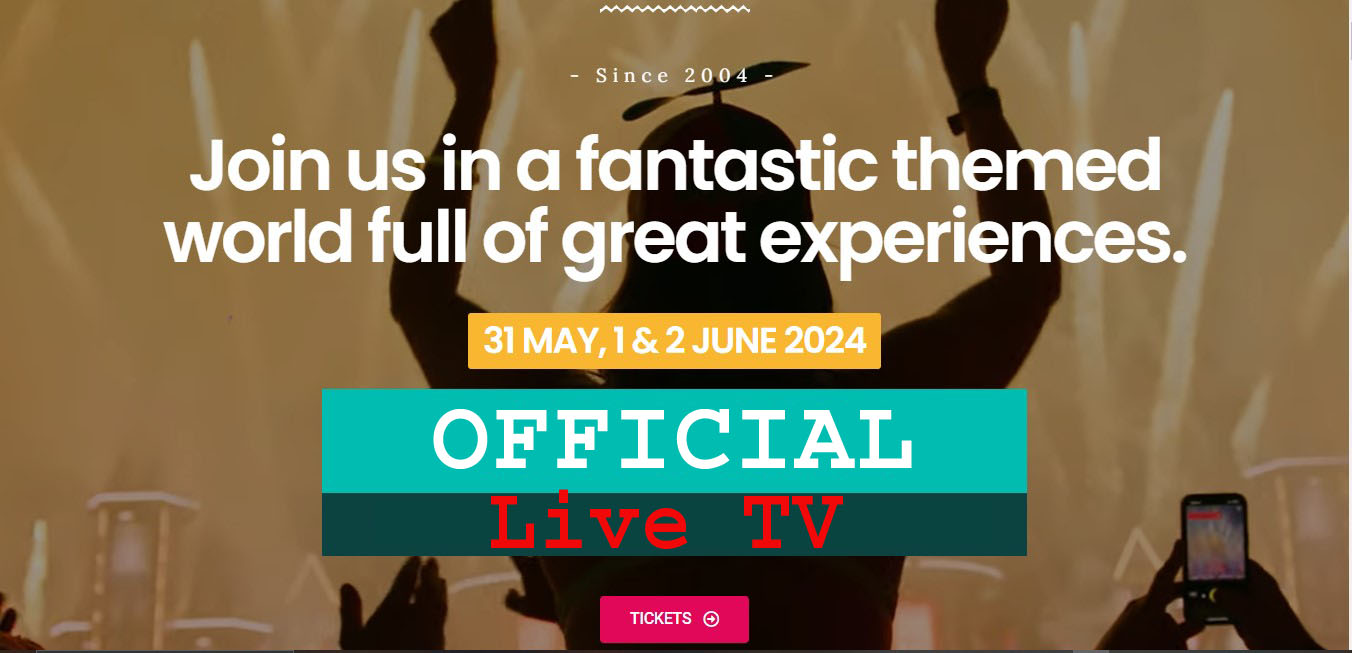 - Since 2004 -
Join us in a fantastic themed
world full of great experiences.
31 MAY, 1 & 2 JUNE 2024
OFFICIAL
Live TV
TICKETS